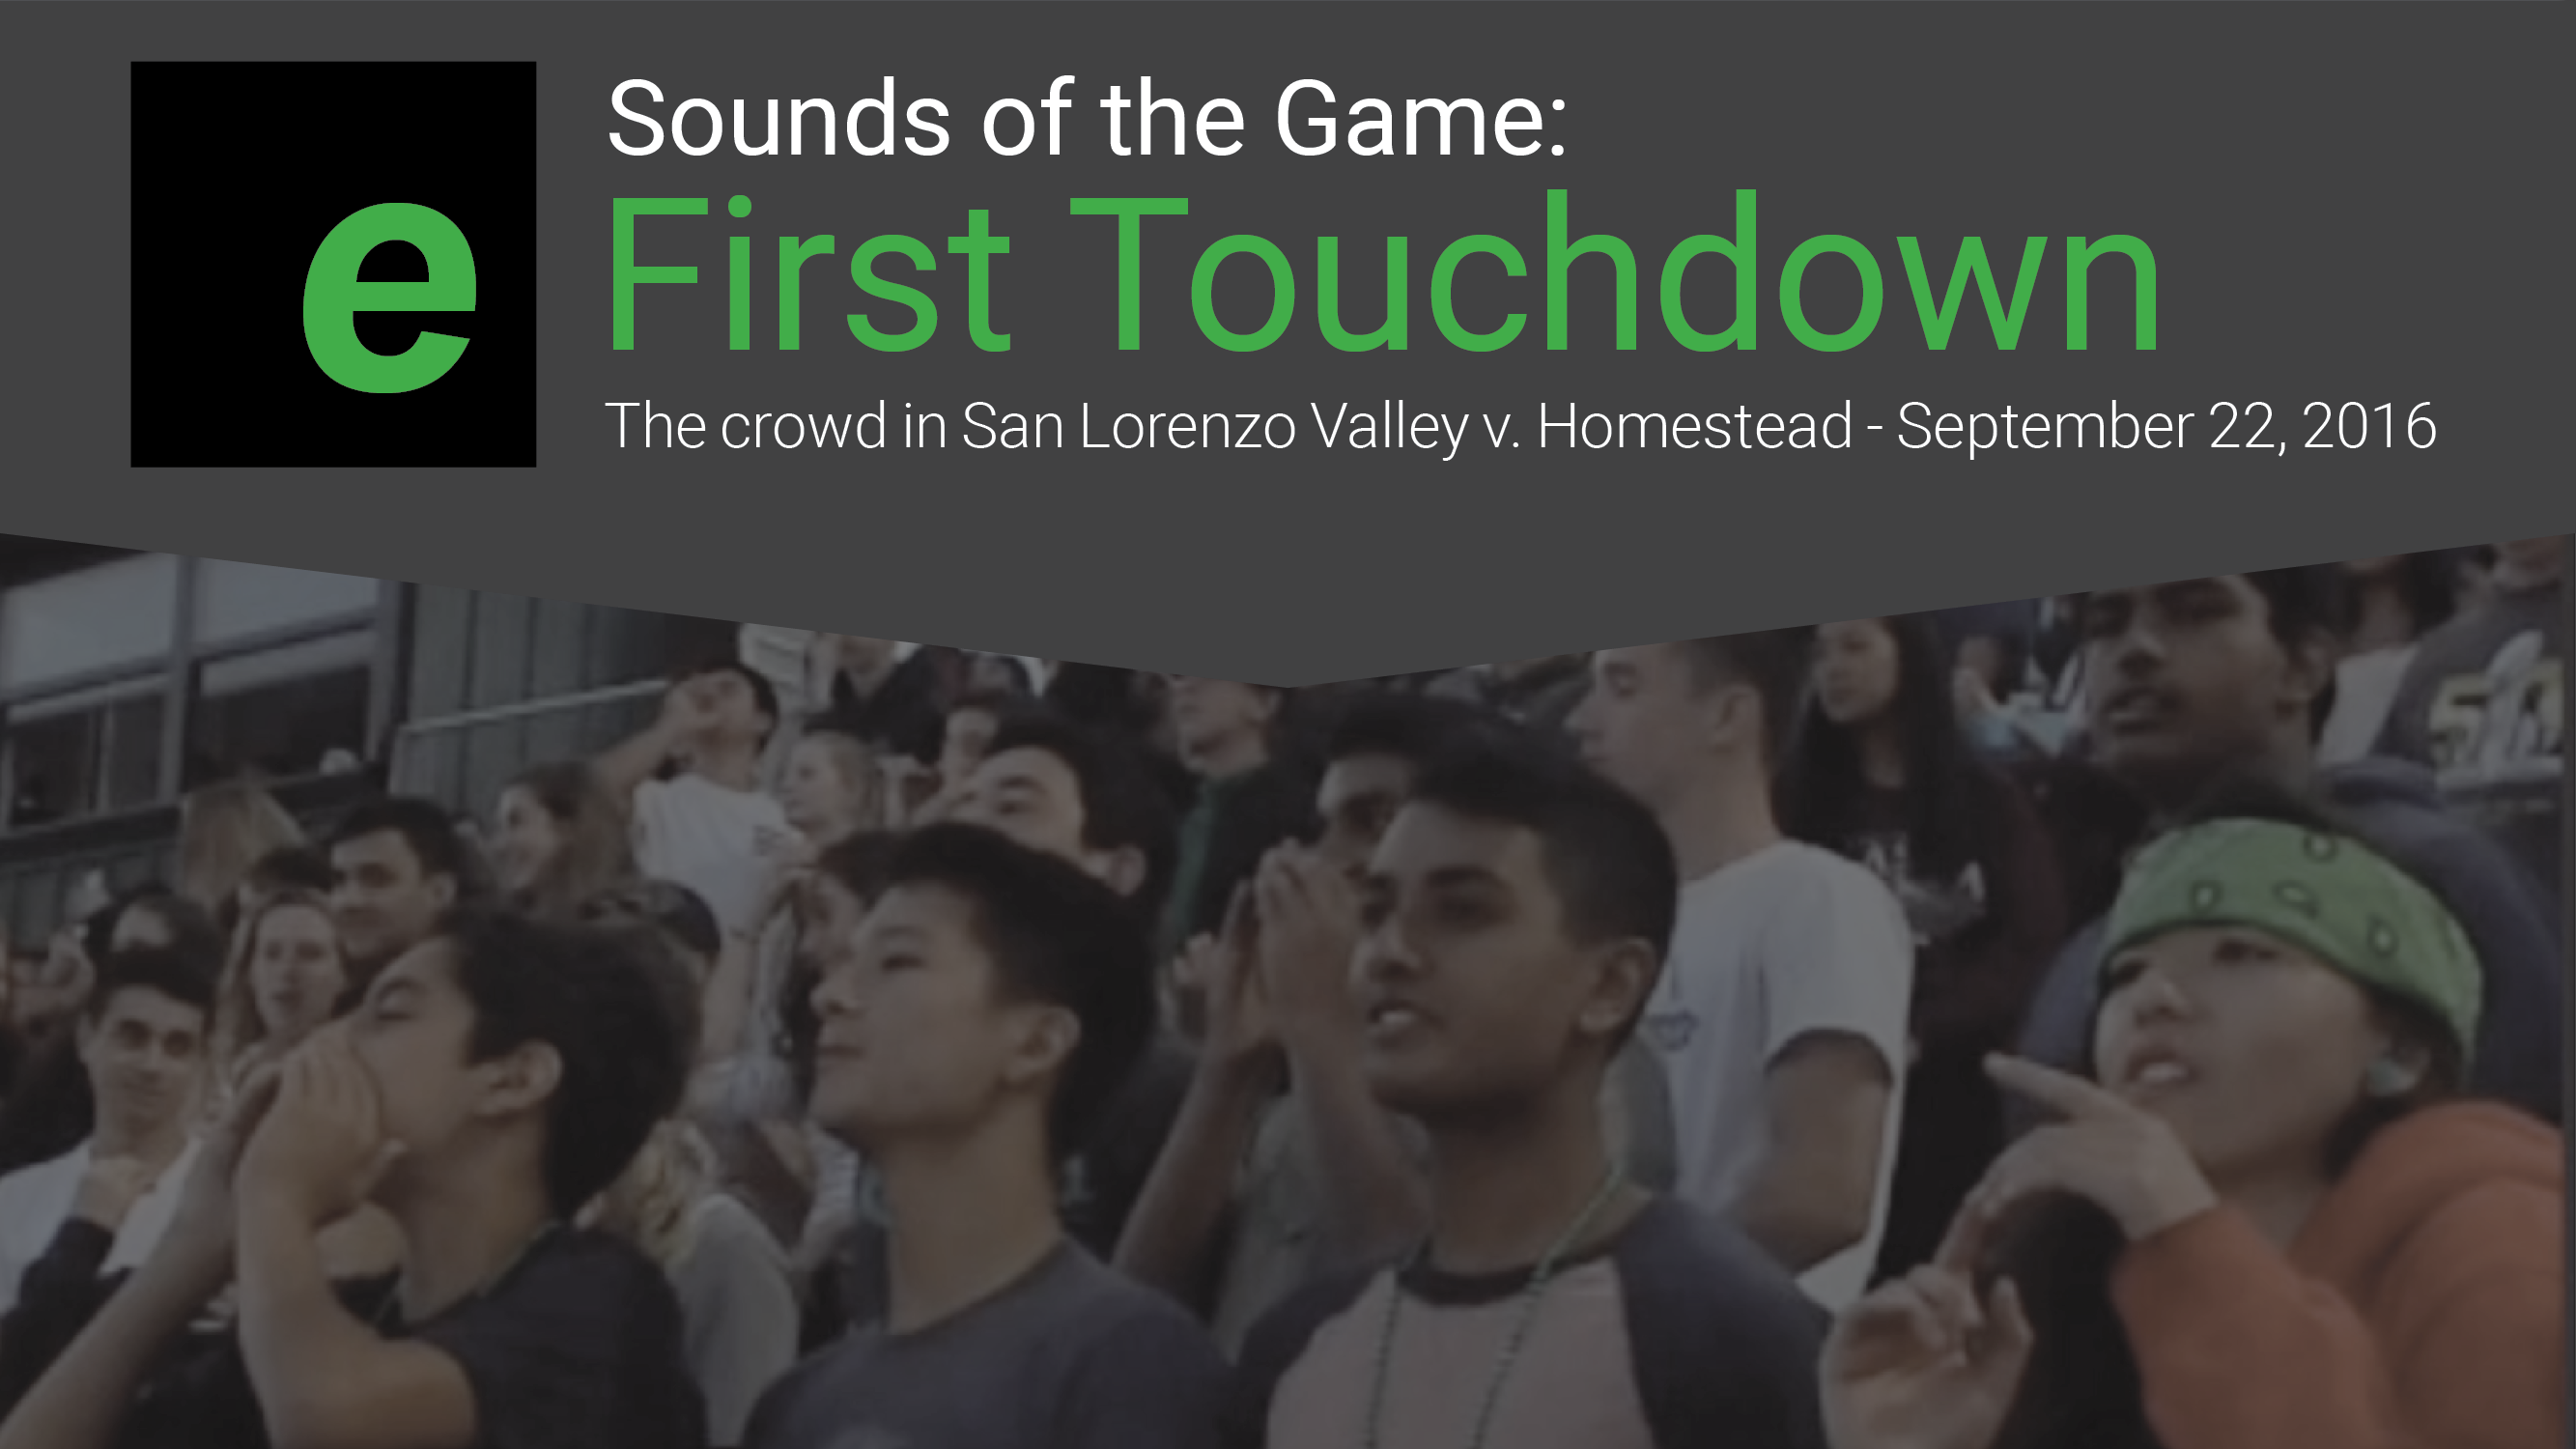 e
Sounds of the Game:
First Touchdown
The crowd in San Lorenzo Valley v. Homestead - September 22, 2016